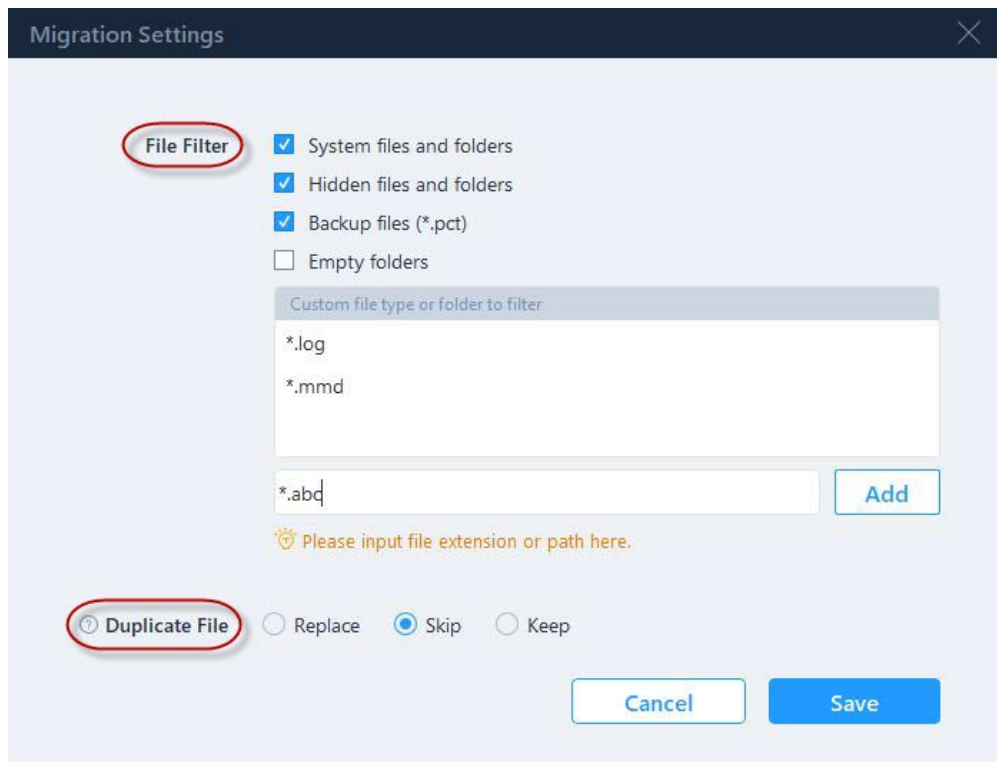 Migration Settings
File Filter
System files and folders
Hidden files and folders
Backup files (*.pct)
Empty folders
Custom file type or folder to filter
*.log
*.mmd
*.abc
Add
Please input file extension or path here.
? Duplicate File Replace Skip Keep
Cancel Save